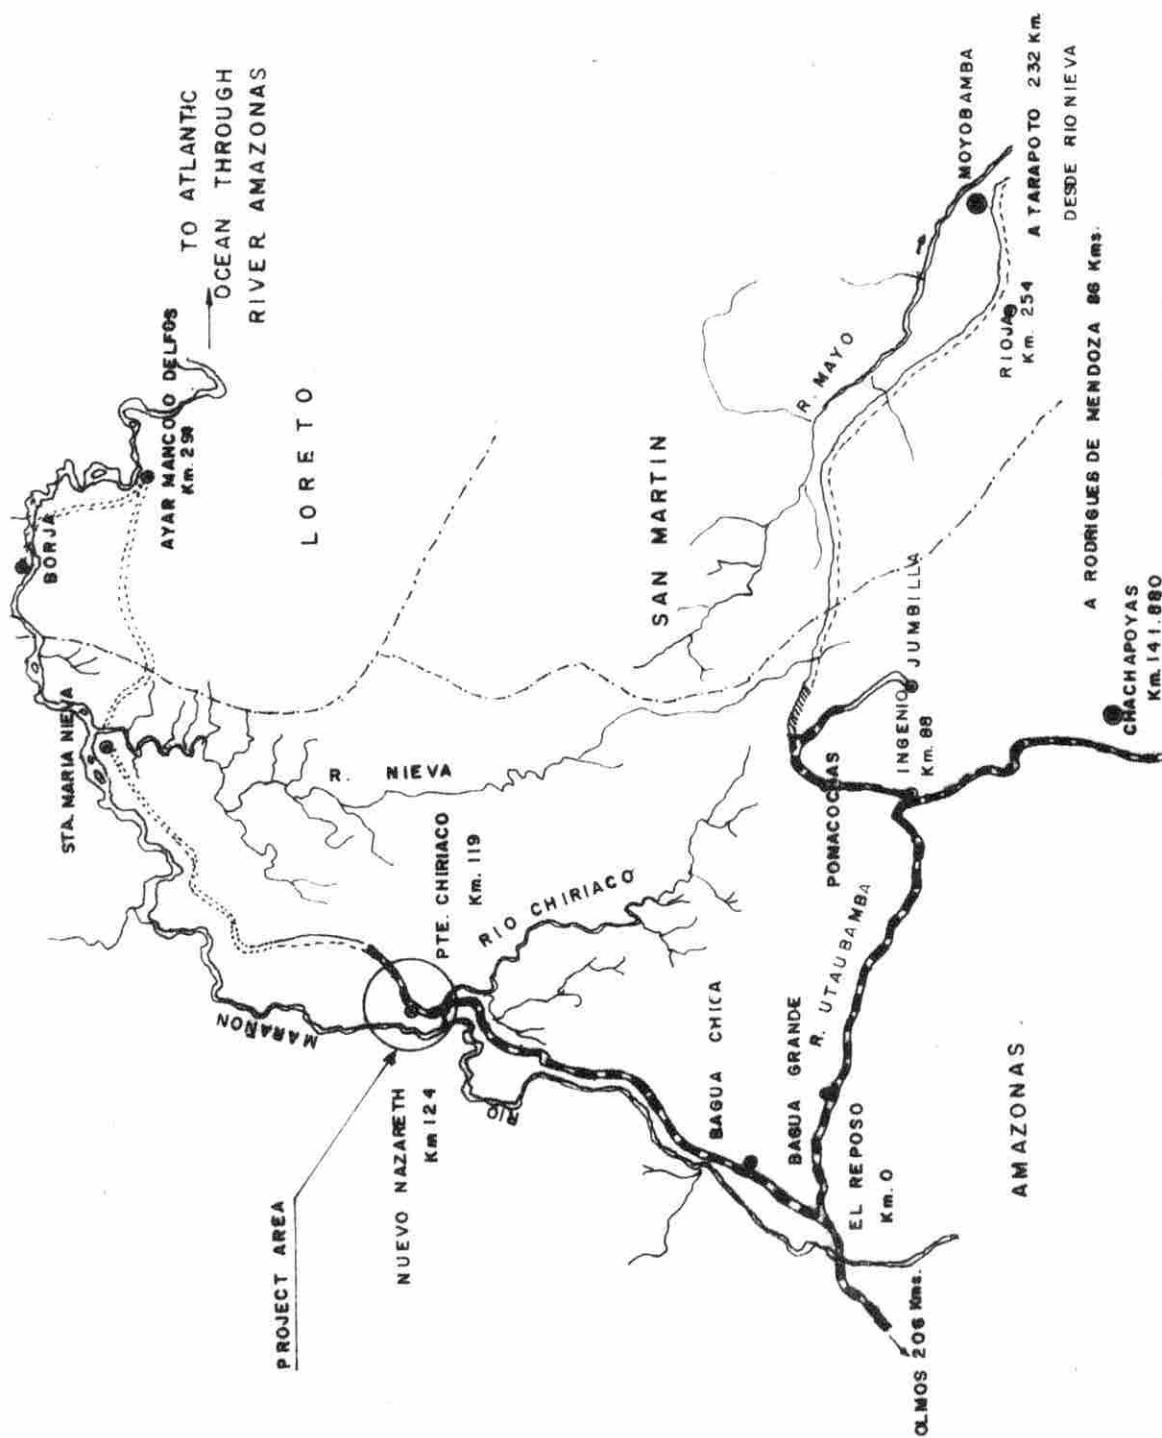 TO ATLANTIC
OCEAN THROUGH
RIVER AMAZONAS
BORJA
AYAR MANCO O DELFOS
Km. 298
LORETO
STA. MARIA NIEVA
R. NIEVA
MARAÑON
RIO
PROJECT AREA
NUEVO NAZARETH
Km 124
PTE. CHIRIACO
Km. 119
RIO CHIRIACO
SAN MARTIN
R. MAYO
MOYOBAMBA
RIOJA
Km. 254
A TARAPOTO 232 Km.
DESDE RIO NIEVA
A RODRIGUES DE MENDOZA 86 Kms.
JUMBILLA
INGENIO
Km. 88
POMACOCHAS
CHACHAPOYAS
Km. 141.880
R. UTAUBAMBA
BAGUA CHICA
BAGUA GRANDE
EL REPOSO
Km. 0
AMAZONAS
OLMOS 206 Kms.